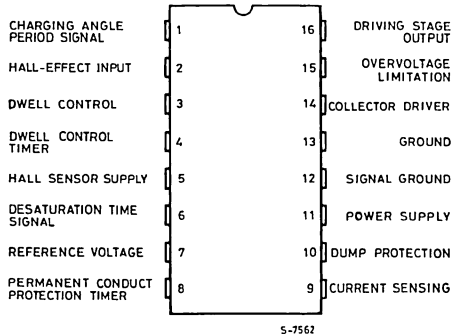 CHARGING ANGLE
PERIOD SIGNAL
1
16
DRIVING STAGE
OUTPUT
HALL-EFFECT INPUT
2
15
OVERVOLTAGE
LIMITATION
DWELL CONTROL
3
14
COLLECTOR DRIVER
DWELL CONTROL
TIMER
4
13
GROUND
HALL SENSOR SUPPLY
5
12
SIGNAL GROUND
DESATURATION TIME
SIGNAL
6
11
POWER SUPPLY
REFERENCE VOLTAGE
7
10
DUMP PROTECTION
PERMANENT CONDUCT
PROTECTION TIMER
8
9
CURRENT SENSING
S-7562